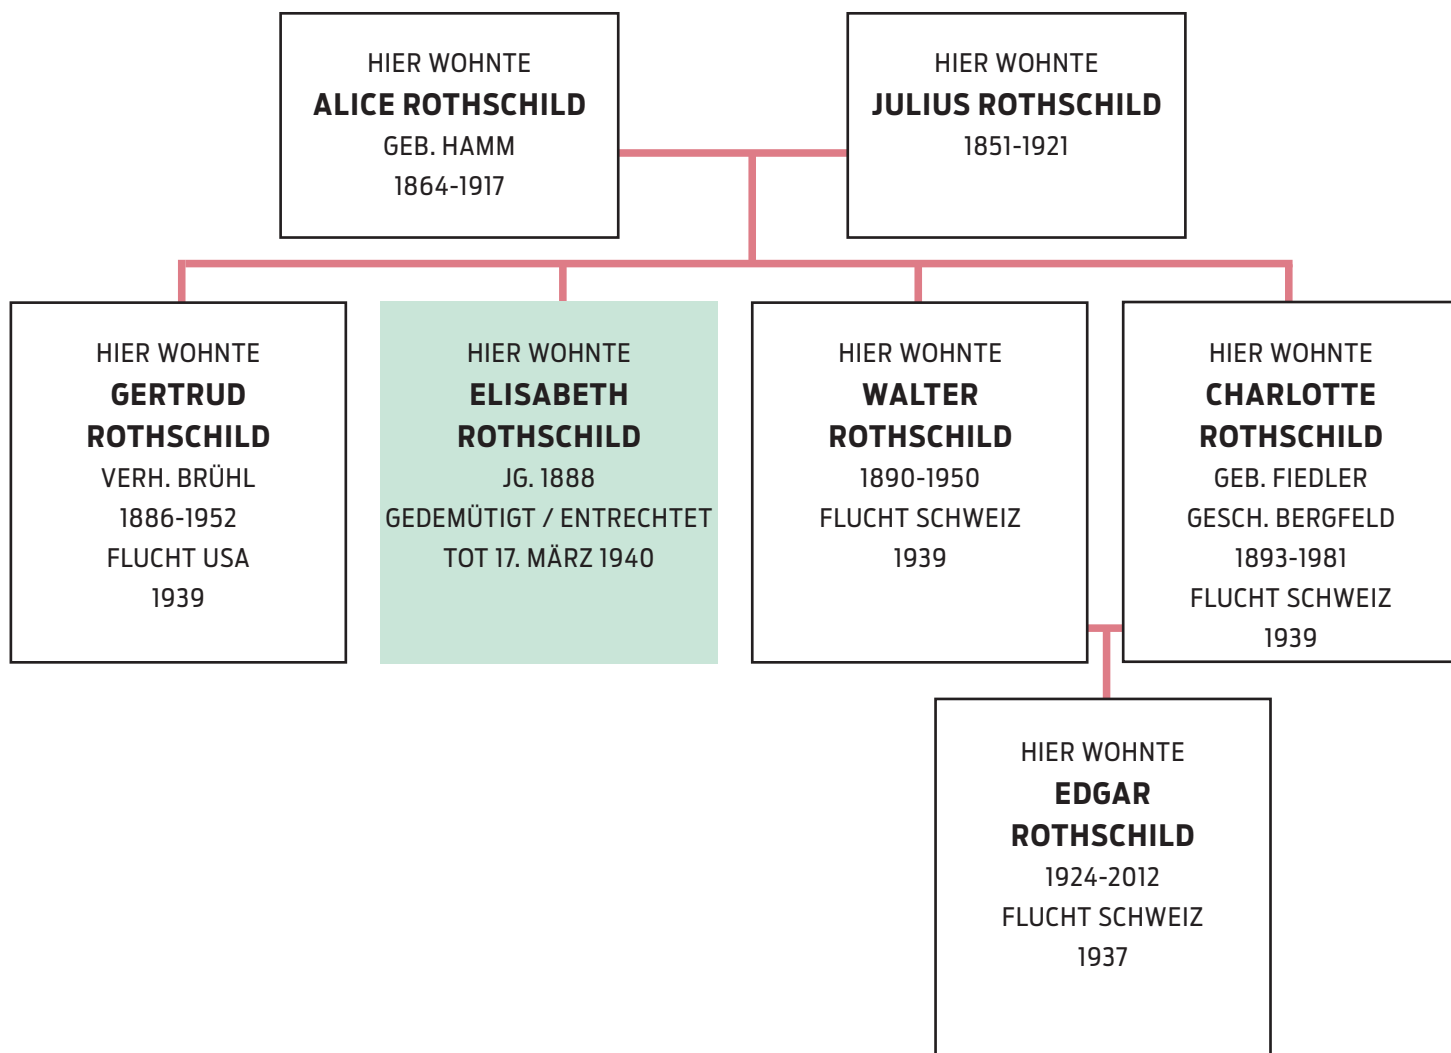 HIER WOHNTE
ALICE ROTHSCHILD
GEB. HAMM
1864-1917
HIER WOHNTE
JULIUS ROTHSCHILD
1851-1921
HIER WOHNTE
GERTRUD
ROTHSCHILD
VERH. BRÜHL
1886-1952
FLUCHT USA
1939
HIER WOHNTE
ELISABETH
ROTHSCHILD
JG. 1888
GEDEMÜTIGT / ENTRECHTET
TOT 17. MÄRZ 1940
HIER WOHNTE
WALTER
ROTHSCHILD
1890-1950
FLUCHT SCHWEIZ
1939
HIER WOHNTE
CHARLOTTE
ROTHSCHILD
GEB. FIEDLER
GESCH. BERGFELD
1893-1981
FLUCHT SCHWEIZ
1939
HIER WOHNTE
EDGAR
ROTHSCHILD
1924-2012
FLUCHT SCHWEIZ
1937